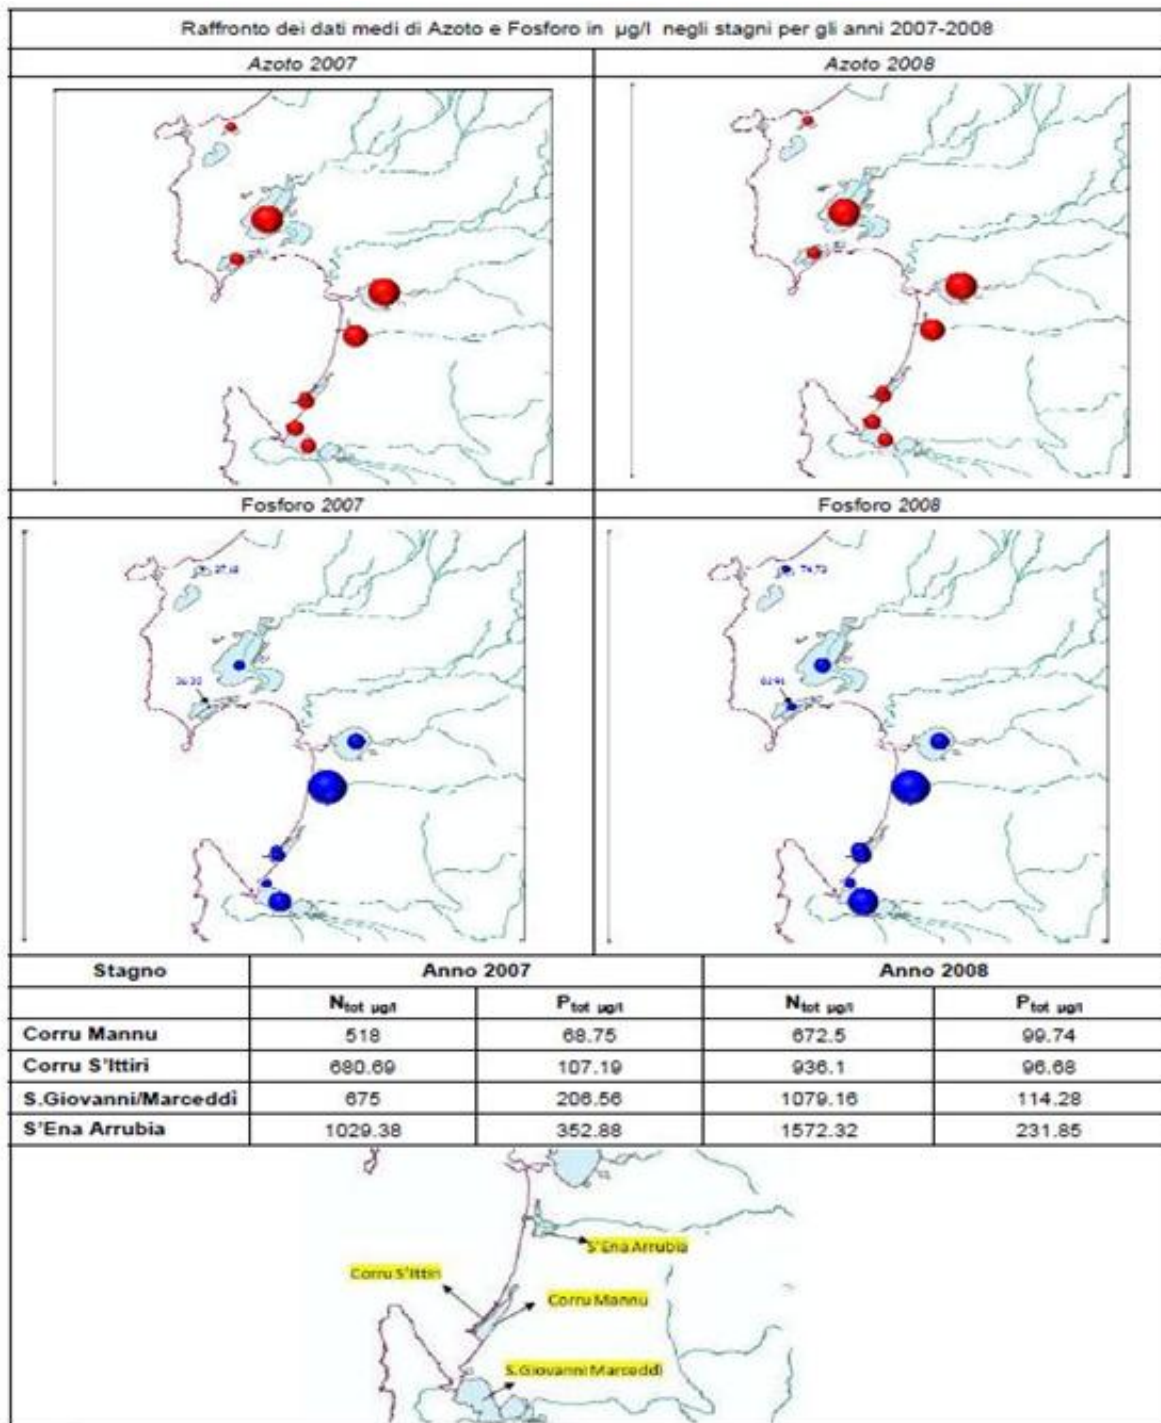 Raffronto dei dati medi di Azoto e Fosforo in µg/l negli stagni per gli anni 2007-2008
Azoto 2007
Azoto 2008
Fosforo 2007
Fosforo 2008
Stagno
Anno 2007
Anno 2008
Ntot µg/l
Ptot µg/l
Ntot µg/l
Ptot µg/l
Corru Mannu 518 68.75 672.5 99.74
Corru S'Ittiri 680.69 107.19 936.1 96.68
S.Giovanni/Marceddì 675 206.56 1079.16 114.28
S'Ena Arrubia 1029.38 352.88 1572.32 231.85
S'Ena Arrubia
Corru S'Ittiri
Corru Mannu
S.Giovanni Marceddì